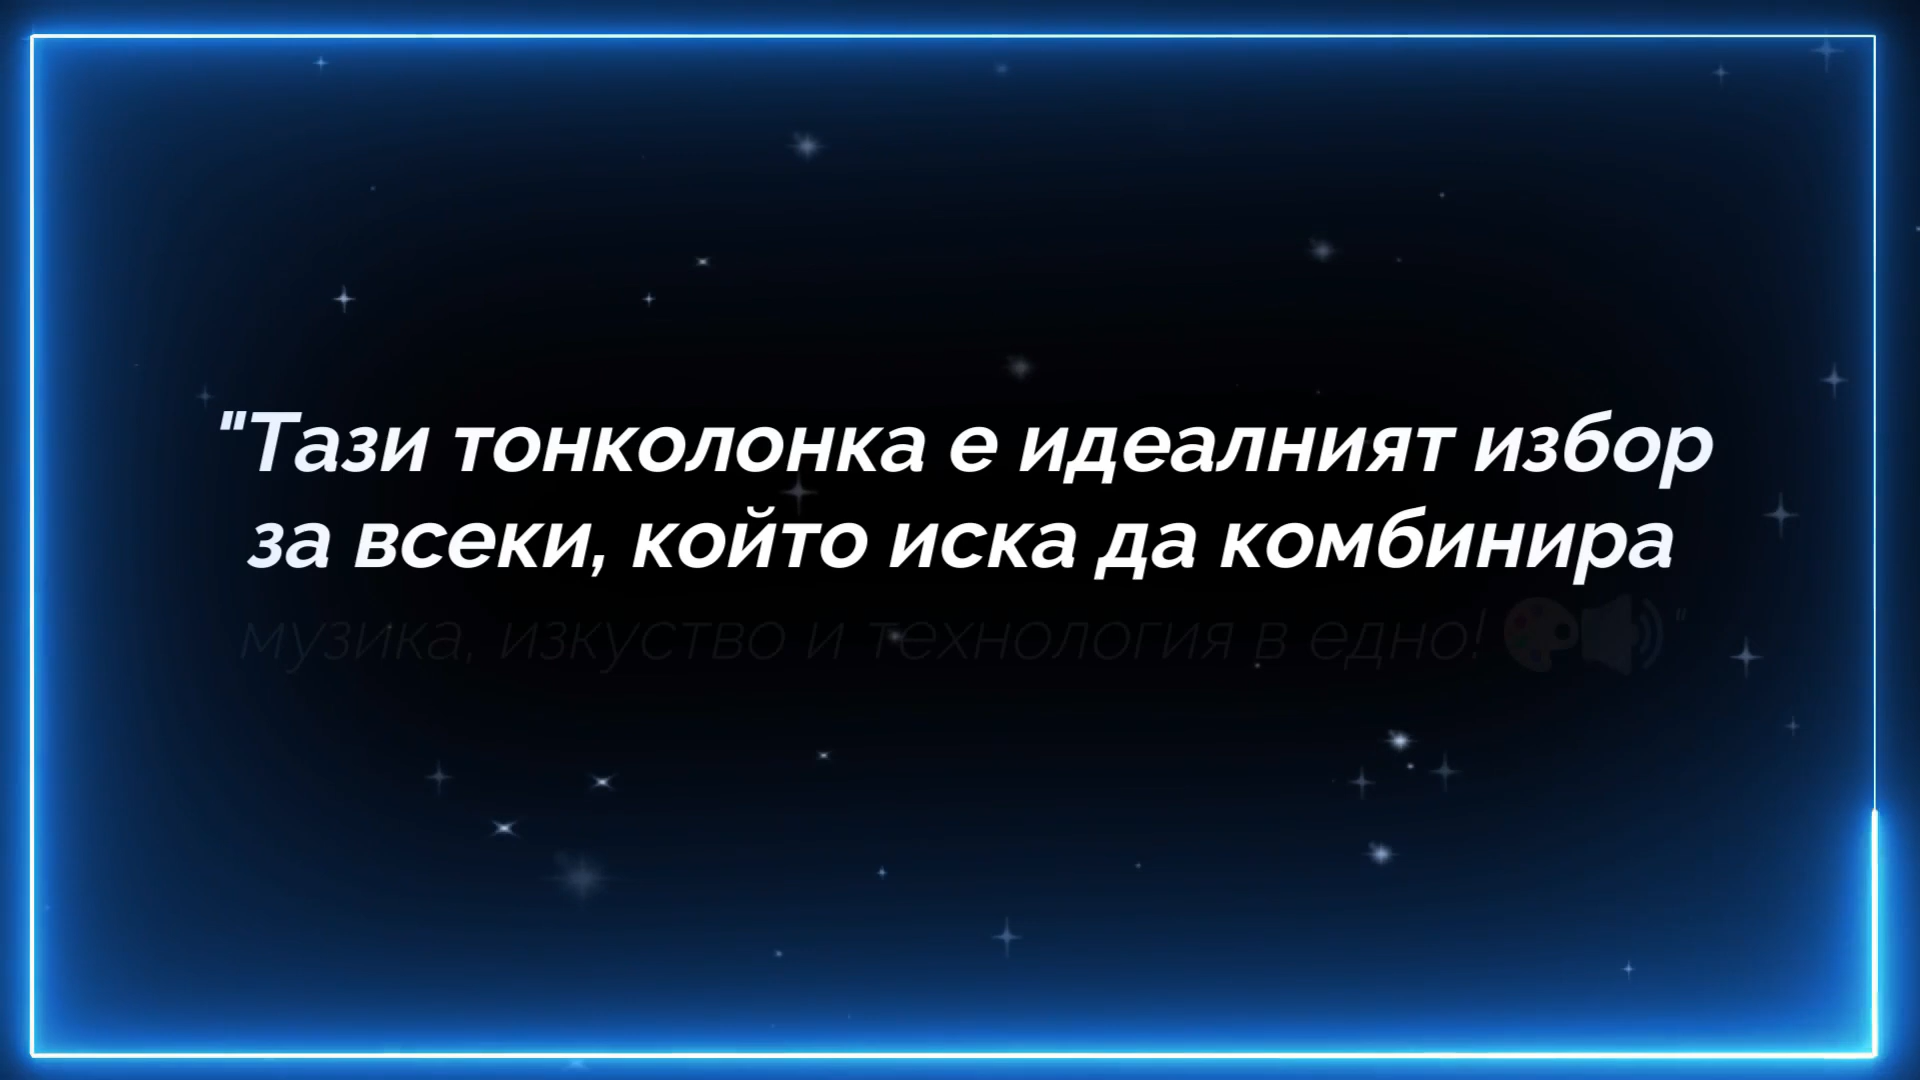 "Тази тонколонка е идеалният избор
за всеки, който иска да комбинира
музика, изкуство и технология в едно! 🎨🔊"